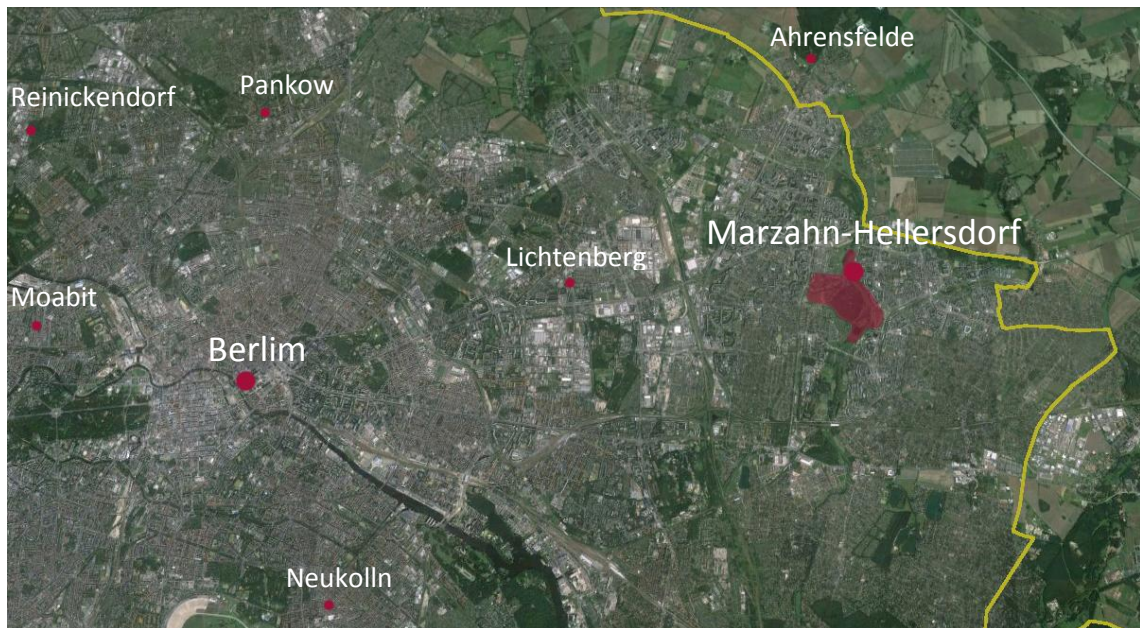 Ahrensfelde
Pankow
Reinickendorf
Marzahn-Hellersdorf
Lichtenberg
Moabit
Berlim
Neukolln